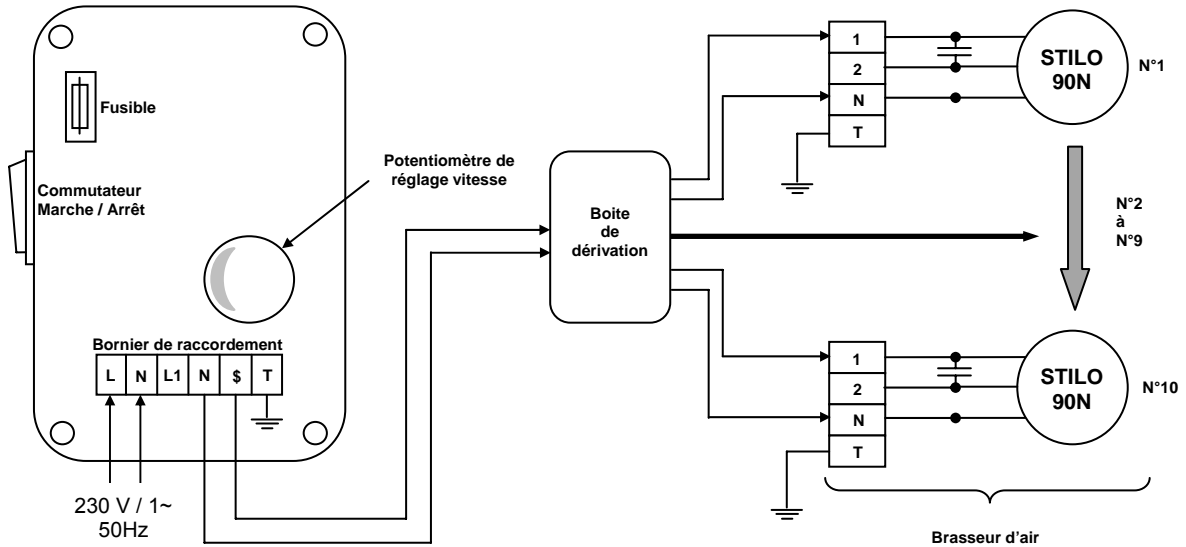 Fusible
Commutateur
Marche / Arrêt
Potentiomètre de
réglage vitesse
Bornier de raccordement
L N L1 N $ T
230 V / 1~
50Hz
Boite
de
dérivation
1
2
N
T
STILO
90N
N°1
N°2
à
N°9
1
2
N
T
STILO
90N
N°10
Brasseur d'air